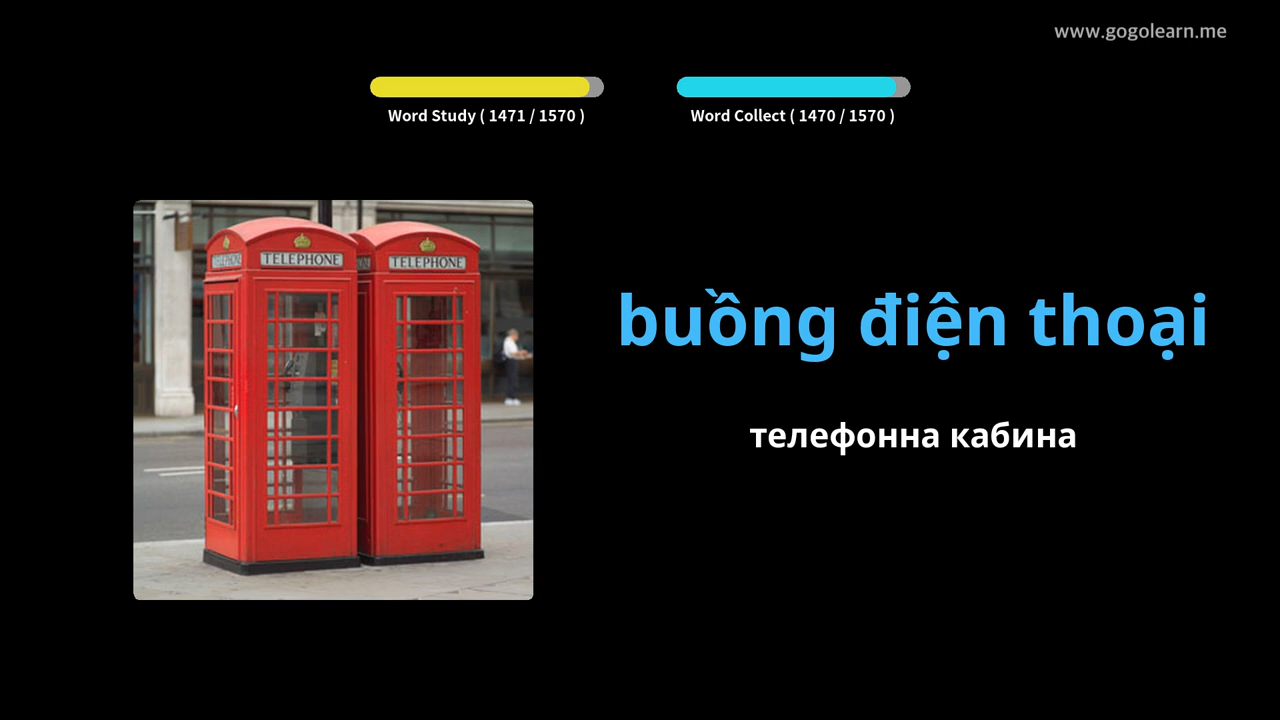 www.gogolearn.me
Word Study ( 1471 / 1570 )
Word Collect ( 1470 / 1570 )
TELEPHONE
TELEPHONE
buồng điện thoại
телефонна кабина